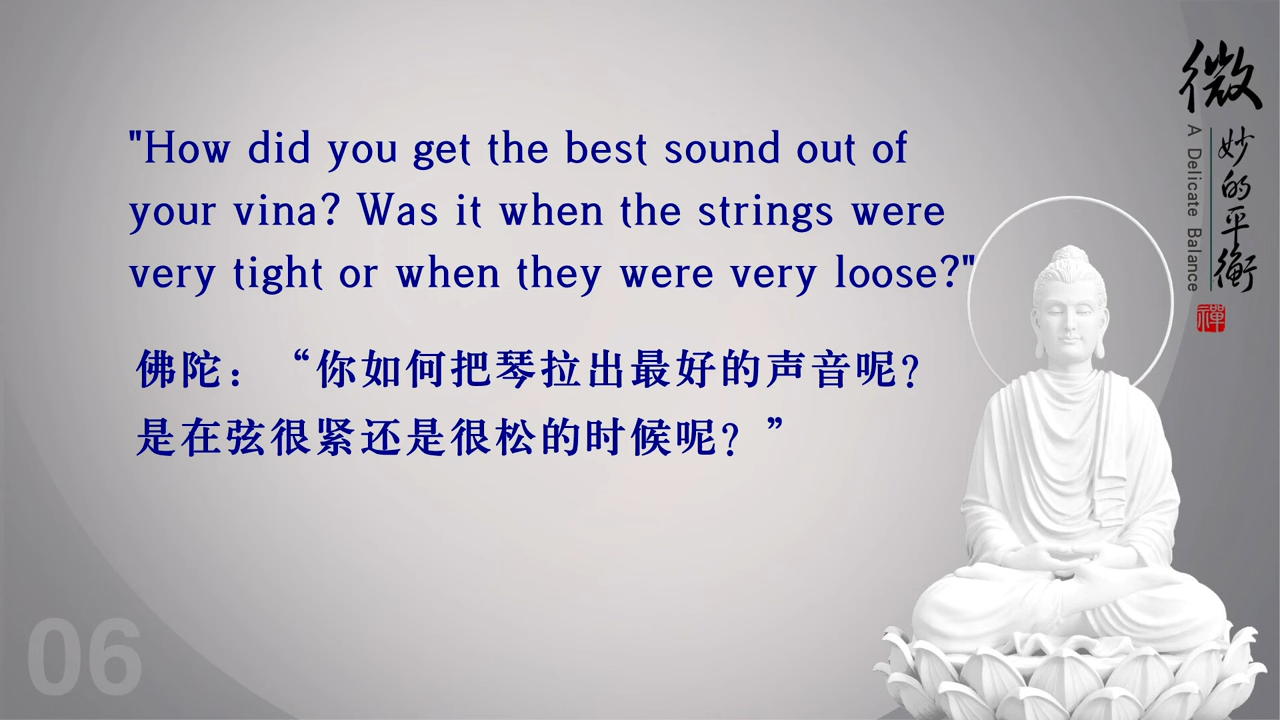 "How did you get the best sound out of
your vina? Was it when the strings were
very tight or when they were very loose?"
佛陀：“你如何把琴拉出最好的声音呢？
是在弦很紧还是很松的时候呢？”
微
妙的平衡
A Delicate Balance
禪
06